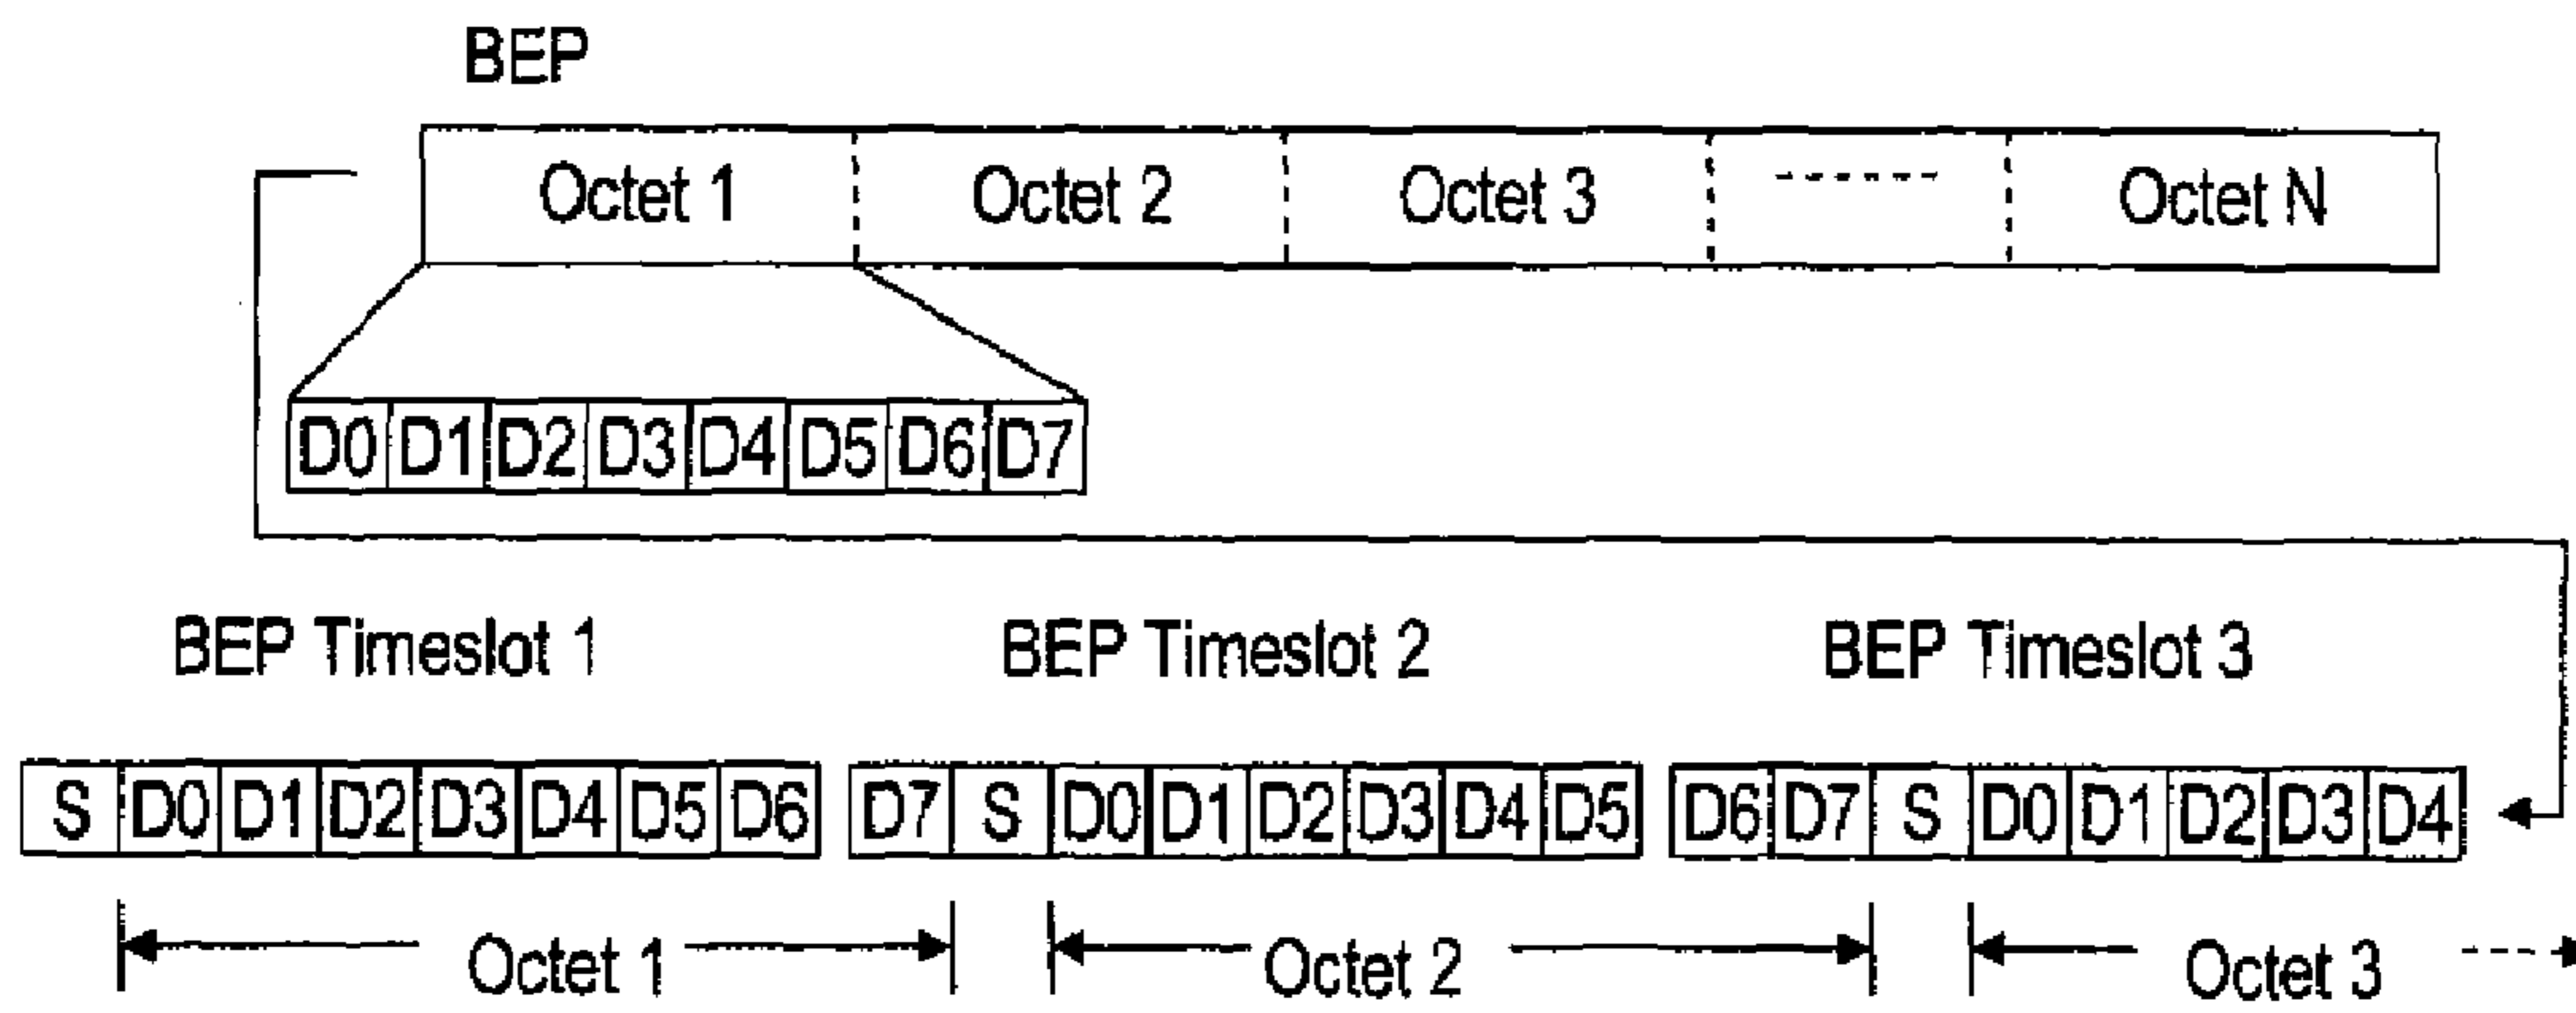 BEP
Octet 1 Octet 2 Octet 3 Octet N
D0 D1 D2 D3 D4 D5 D6 D7
BEP Timeslot 1 BEP Timeslot 2 BEP Timeslot 3
S D0 D1 D2 D3 D4 D5 D6 D7 S D0 D1 D2 D3 D4 D5 D6 D7 S D0 D1 D2 D3 D4
Octet 1 Octet 2 Octet 3